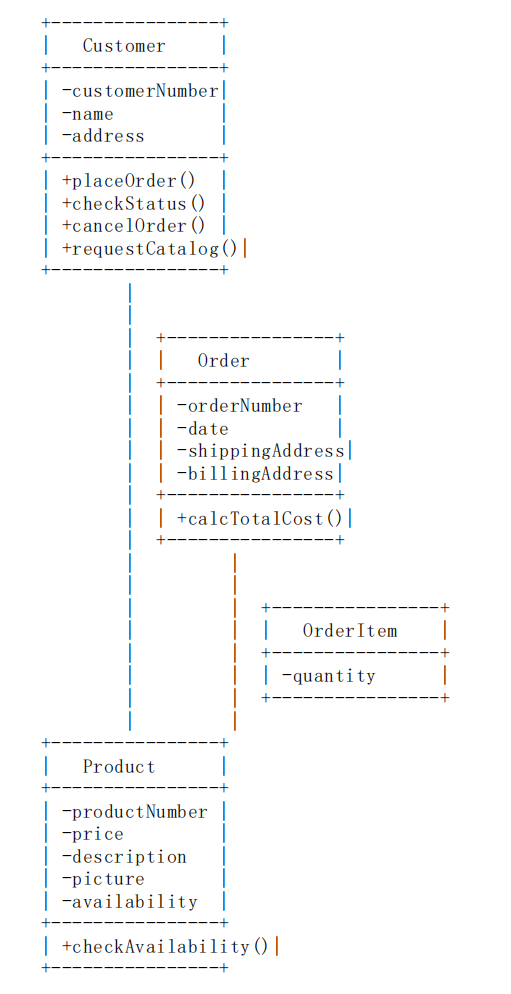 Customer
-customerNumber
-name
-address
+placeOrder()
+checkStatus()
+cancelOrder()
+requestCatalog()
Order
-orderNumber
-date
-shippingAddress
-billingAddress
+calcTotalCost()
OrderItem
-quantity
Product
-productNumber
-price
-description
-picture
-availability
+checkAvailability()